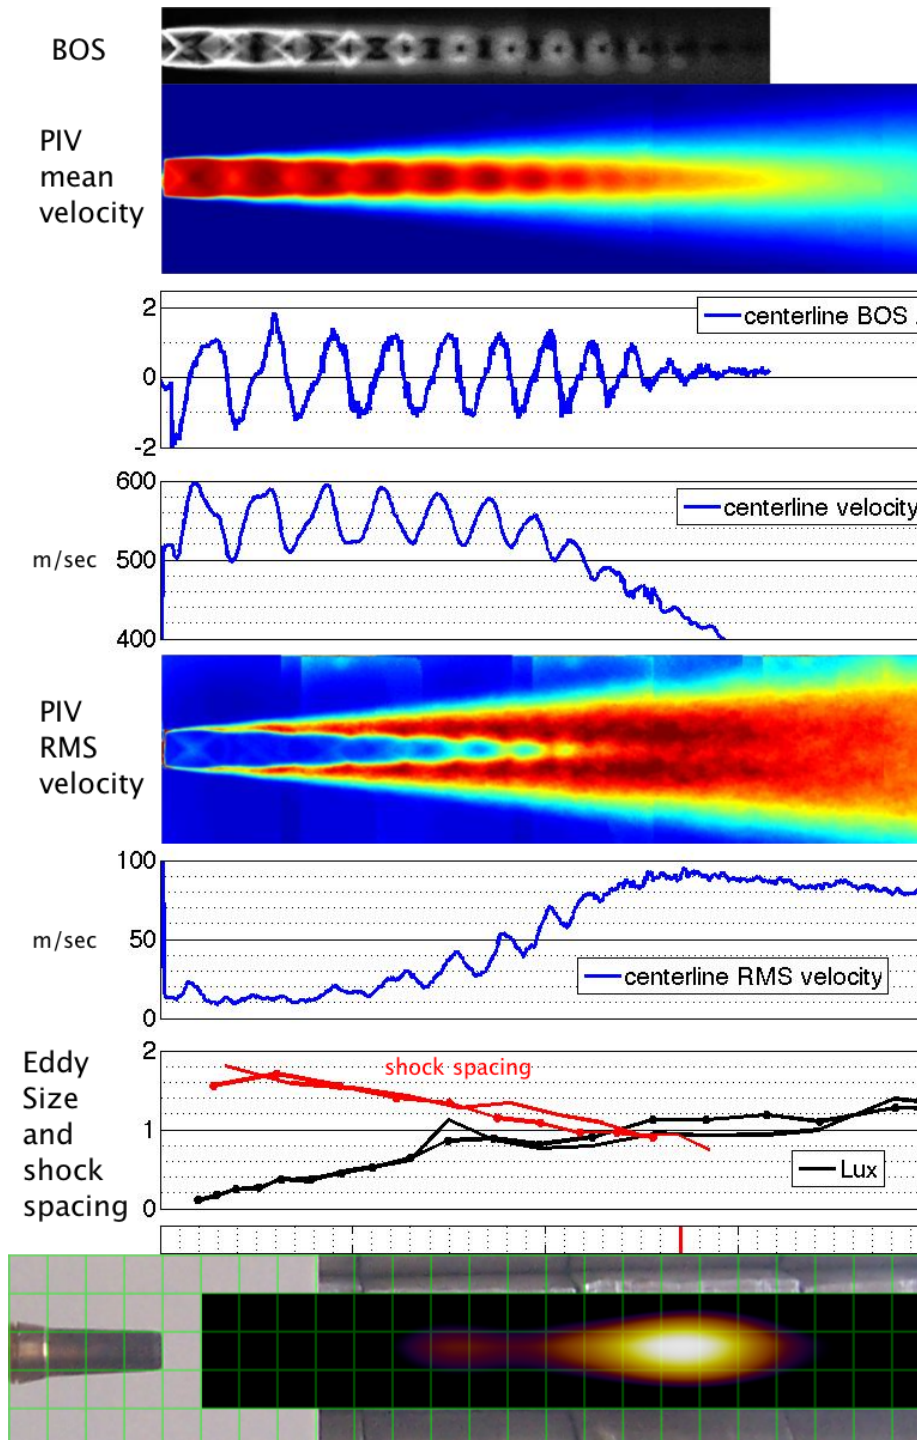 BOS
PIV
mean
velocity
2
centerline BOS
0
-2
600
centerline velocity
m/sec
500
400
PIV
RMS
velocity
100
m/sec
50
centerline RMS velocity
0
Eddy
Size
and
shock
spacing
2
shock spacing
1
Lux
0